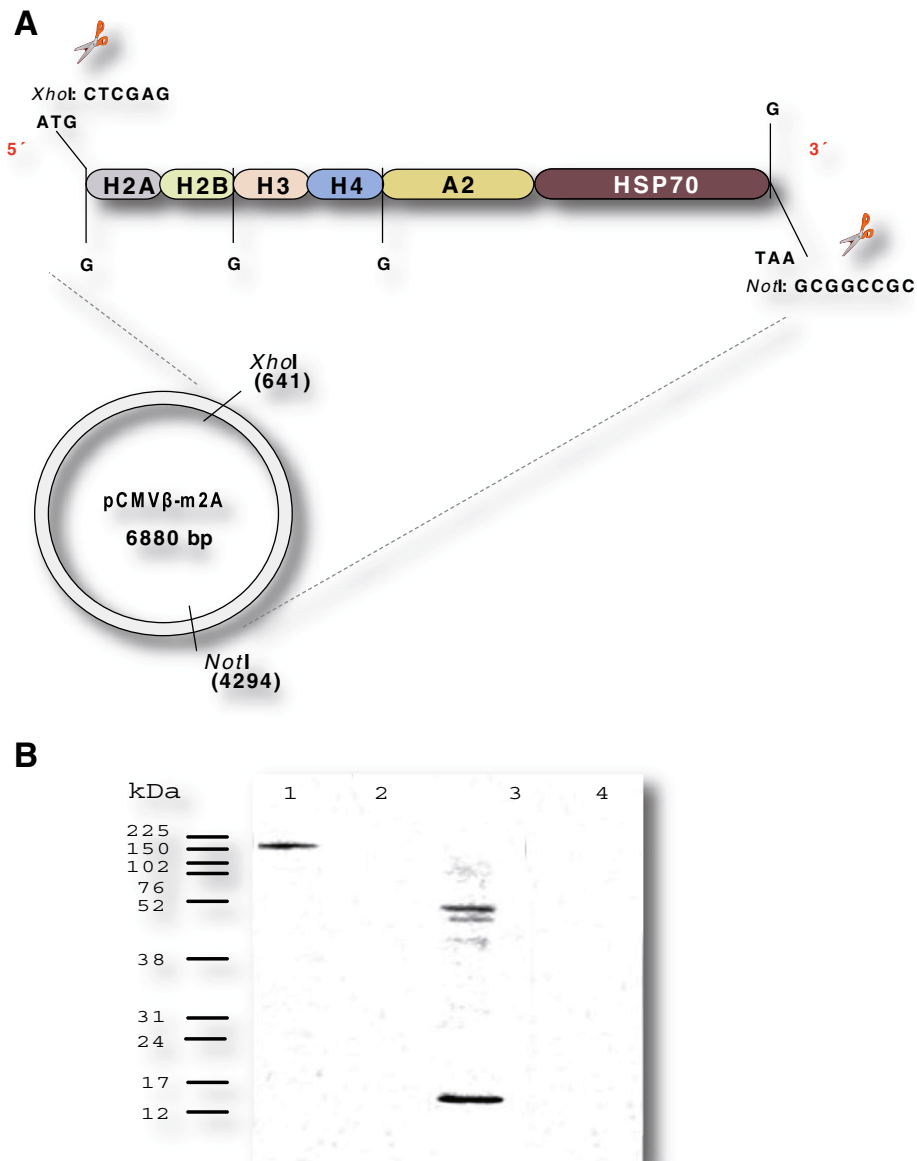 A
XhoI: CTCGAG
ATG
G
5´
3´
H2A H2B H3 H4 A2 HSP70
G G G
TAA
NotI: GCGGCCGC
XhoI
(641)
pCMVβ-m2A
6880 bp
NotI
(4294)
B
kDa 1 2 3 4
225
150
102
76
52
38
31
24
17
12